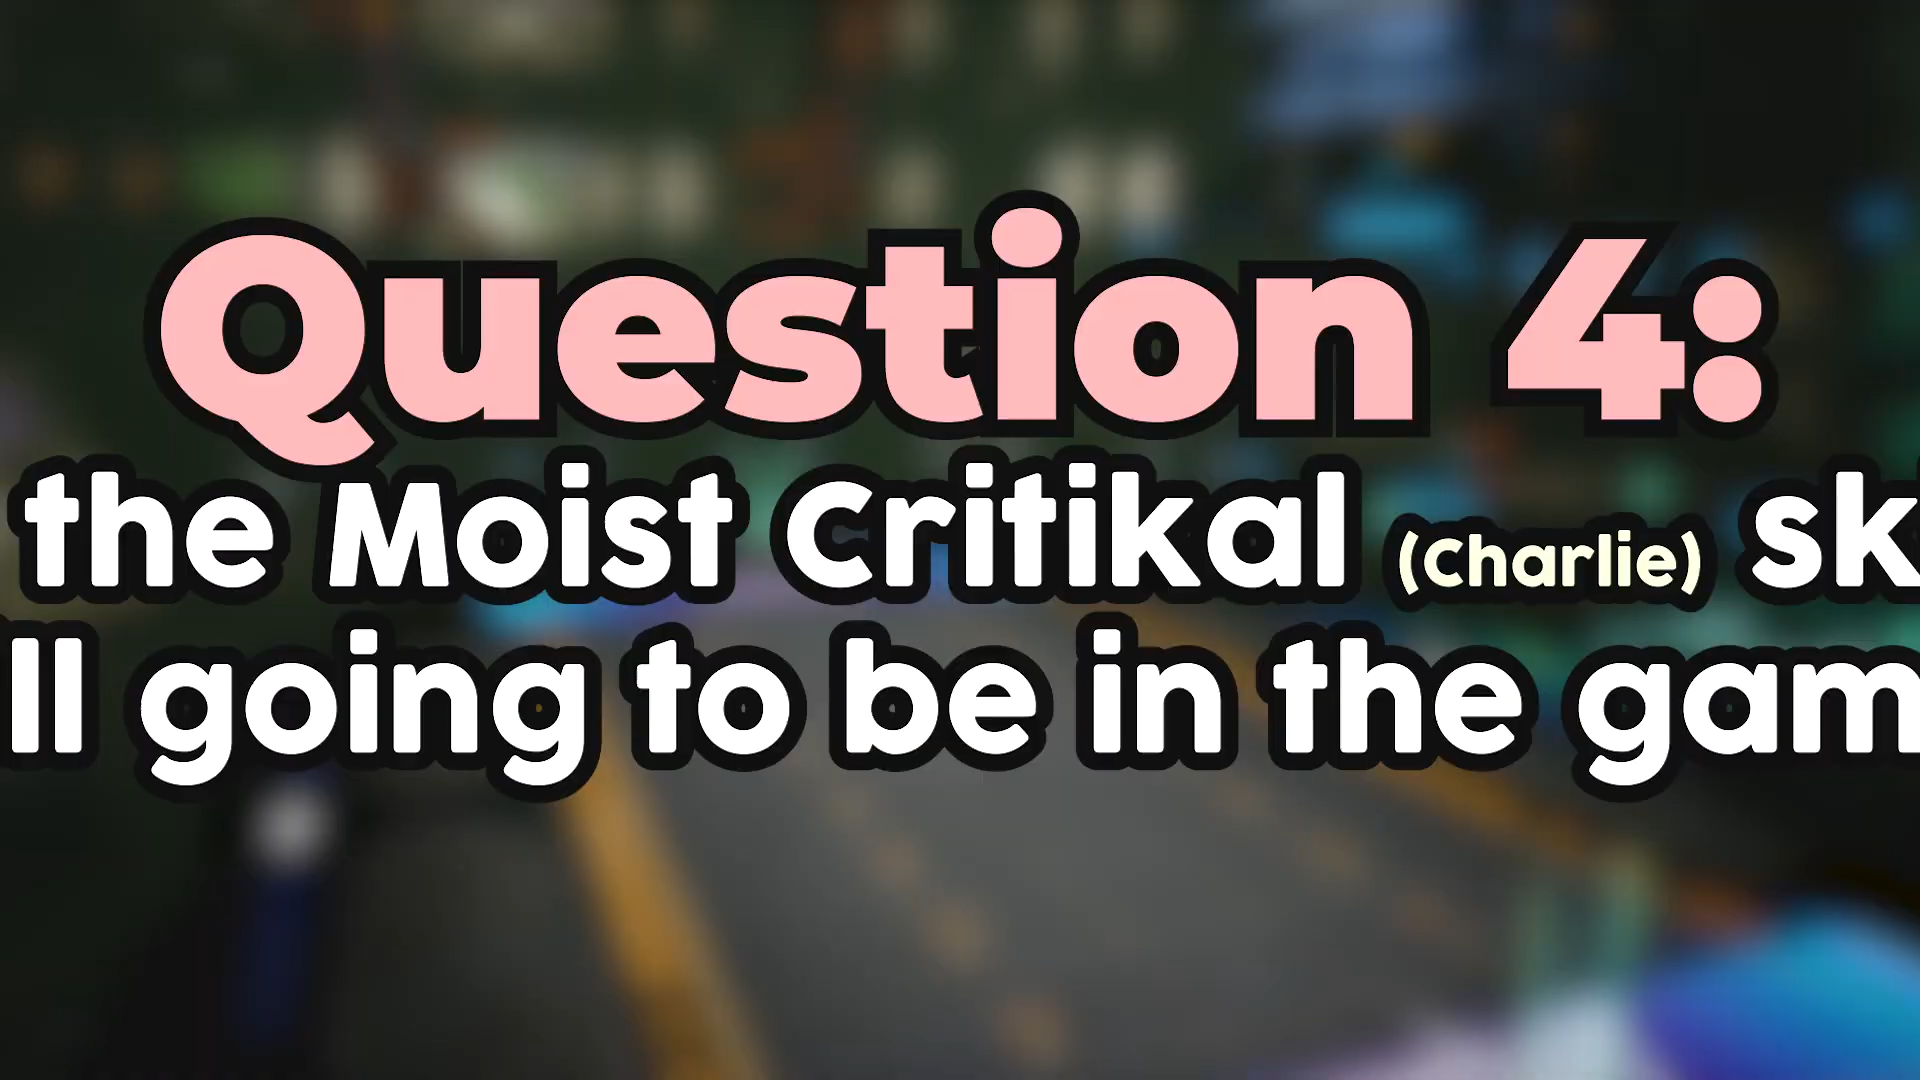 Question 4:
the Moist Critikal (Charlie) sk
ll going to be in the gam